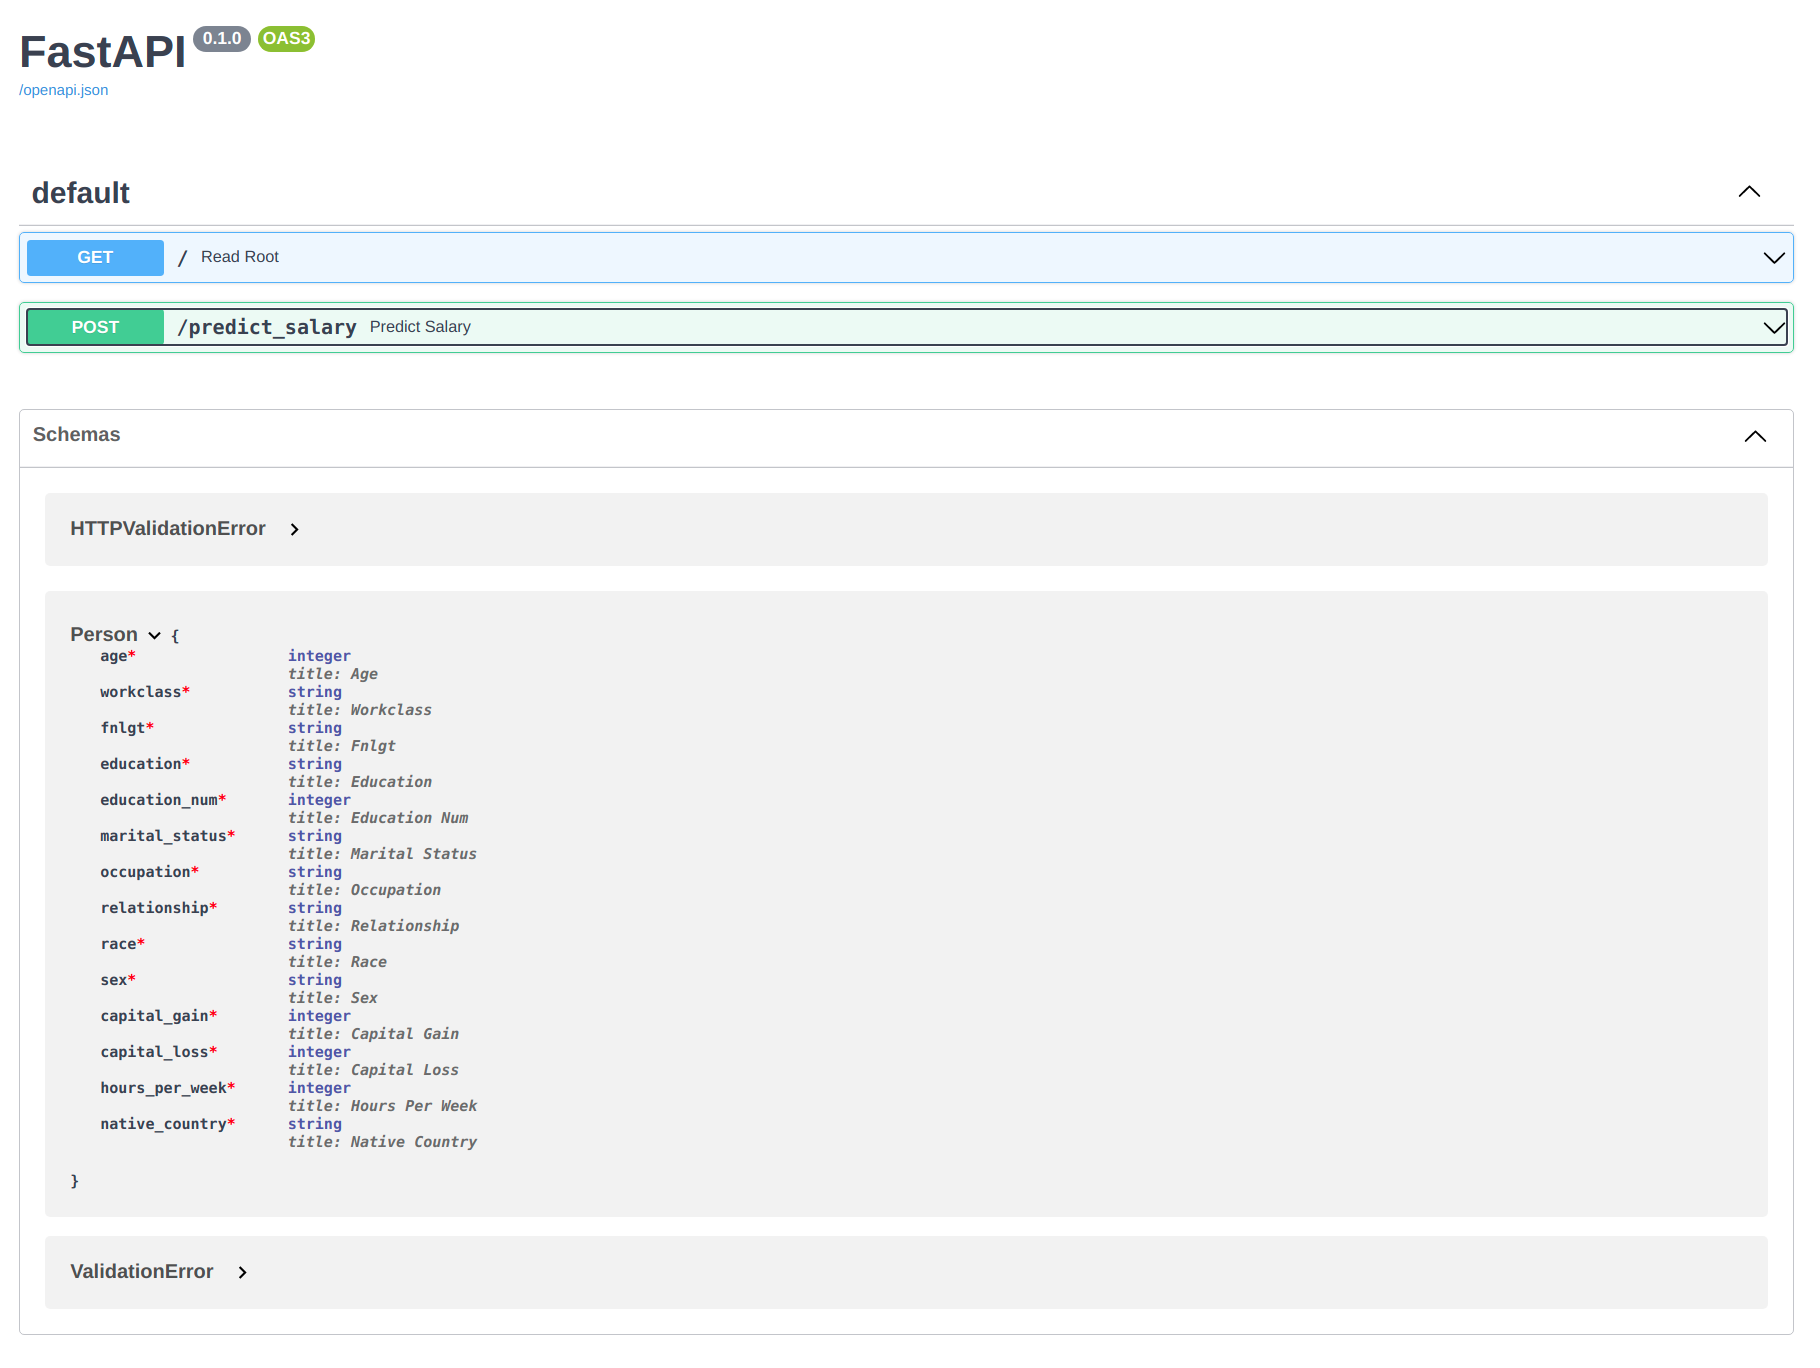 FastAPI 0.1.0 OAS3
/openapi.json
default
GET / Read Root
POST /predict_salary Predict Salary
Schemas
HTTPValidationError
Person {
age* integer
title: Age
workclass* string
title: Workclass
fnlgt* string
title: Fnlgt
education* string
title: Education
education_num* integer
title: Education Num
marital_status* string
title: Marital Status
occupation* string
title: Occupation
relationship* string
title: Relationship
race* string
title: Race
sex* string
title: Sex
capital_gain* integer
title: Capital Gain
capital_loss* integer
title: Capital Loss
hours_per_week* integer
title: Hours Per Week
native_country* string
title: Native Country
}
ValidationError